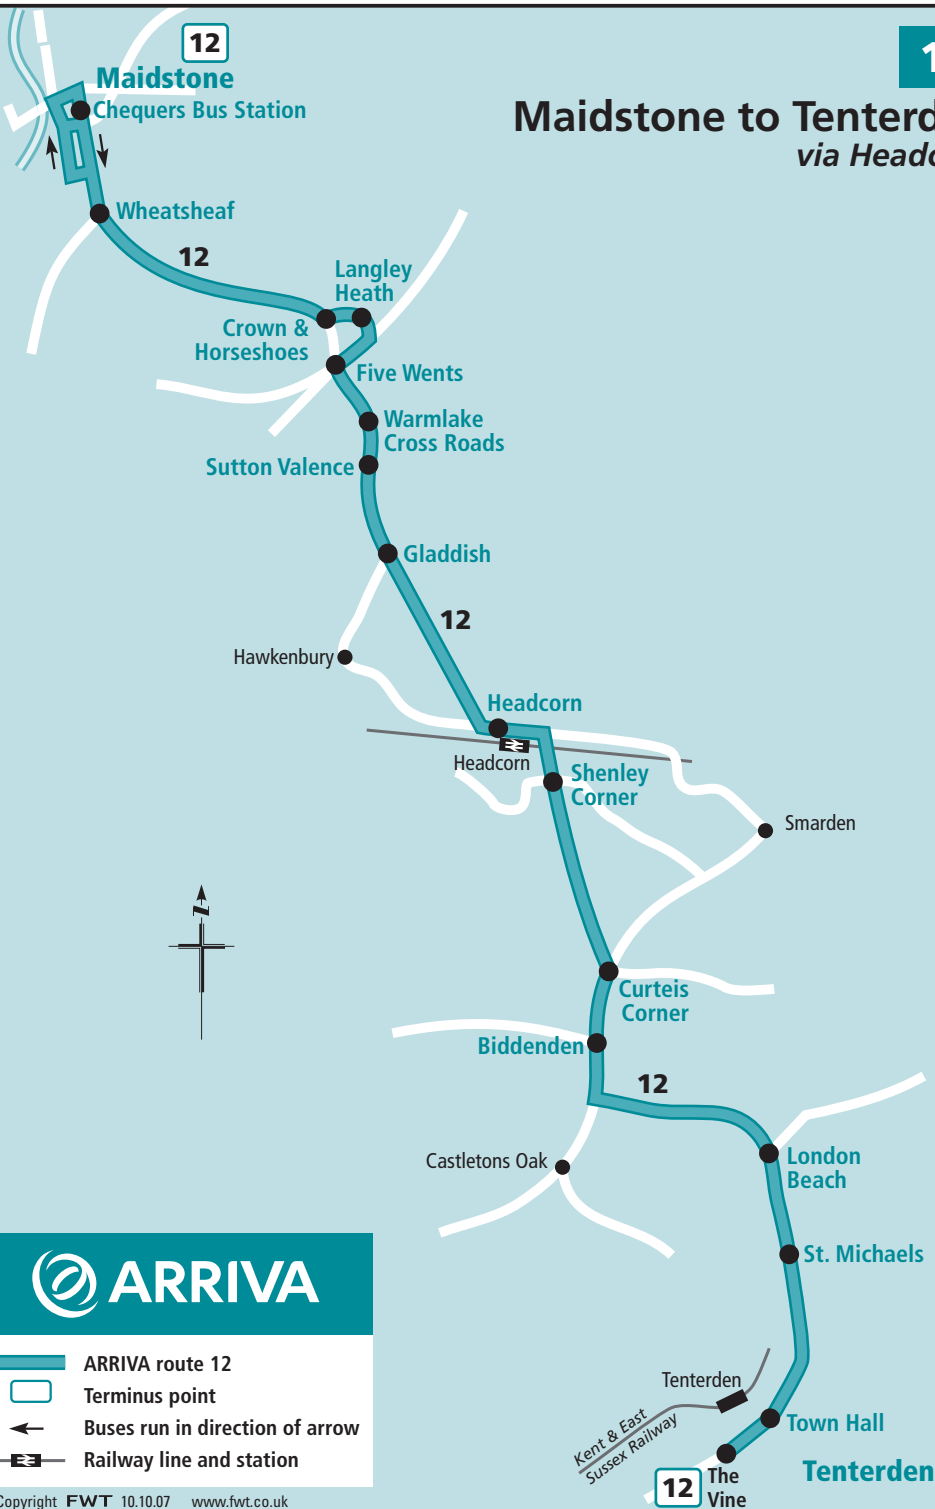 12
Maidstone
Chequers Bus Station
1
Maidstone to Tenterd
via Headc
Wheatsheaf
12
Langley
Heath
Crown &
Horseshoes
Five Wents
Warmlake
Cross Roads
Sutton Valence
Gladdish
12
Hawkenbury
Headcorn
Headcorn
Shenley
Corner
Smarden
N
Curteis
Corner
Biddenden
12
Castletons Oak
London
Beach
St. Michaels
Tenterden
Kent & East
Sussex Railway
Town Hall
Tenterden
12
The
Vine
ARRIVA
ARRIVA route 12
Terminus point
Buses run in direction of arrow
Railway line and station
Copyright FWT 10.10.07 www.fwt.co.uk